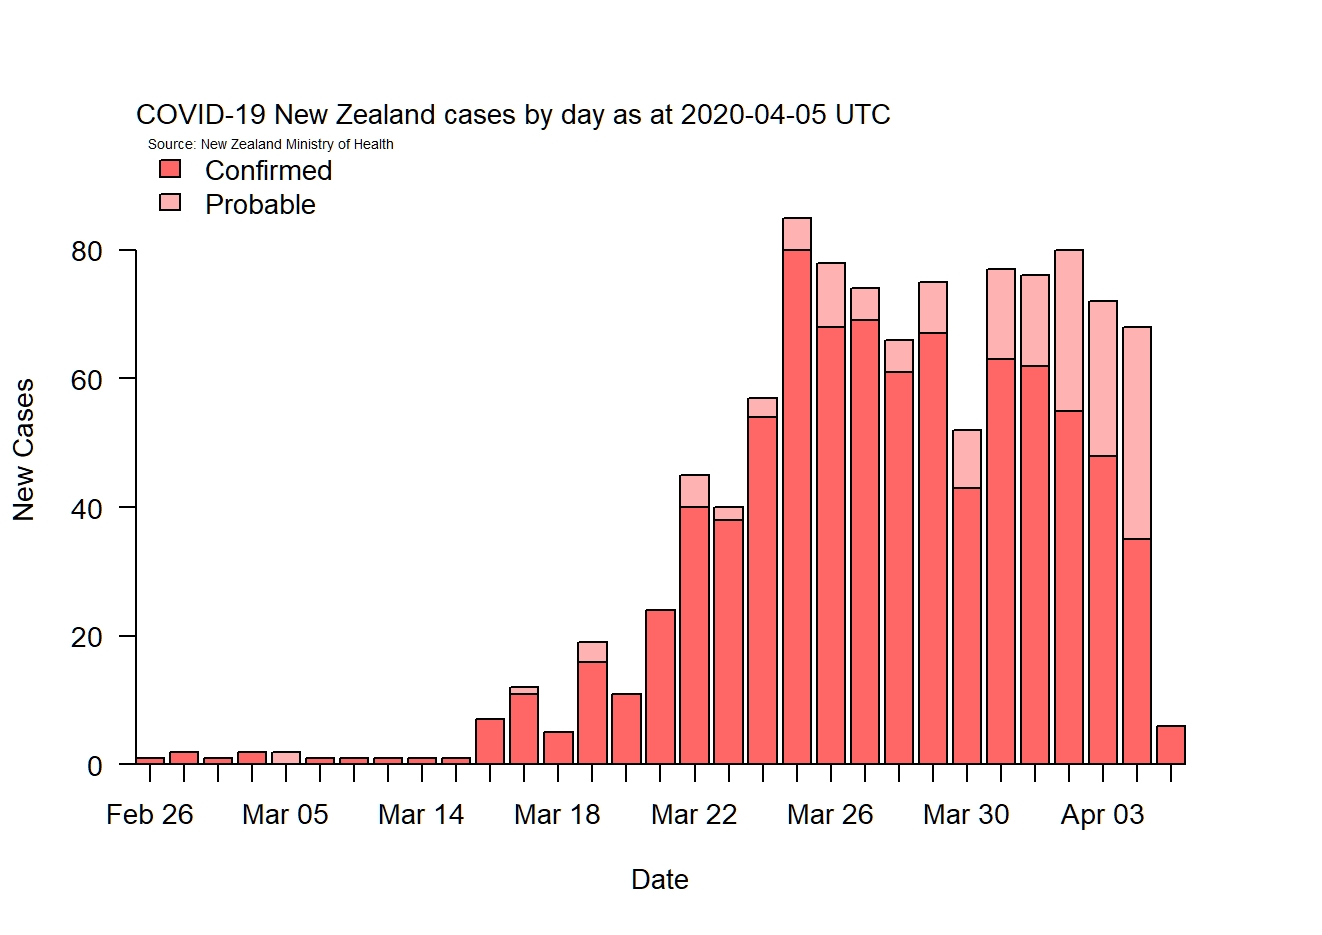 COVID-19 New Zealand cases by day as at 2020-04-05 UTC
Source: New Zealand Ministry of Health
Confirmed
Probable
80
60
40
20
0
New Cases
Feb 26 Mar 05 Mar 14 Mar 18 Mar 22 Mar 26 Mar 30 Apr 03
Date